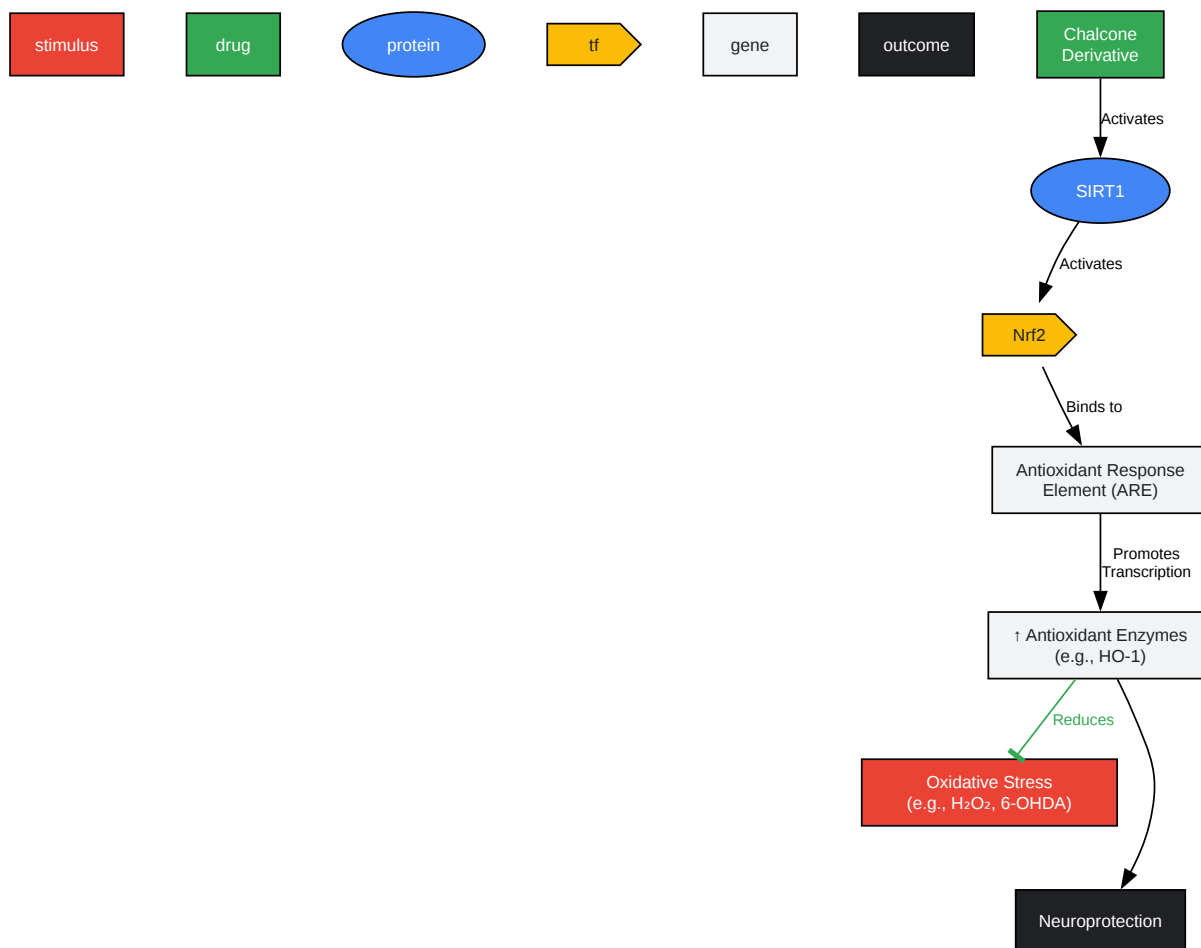 stimulus
drug
protein
tf
gene
outcome
Chalcone
Derivative
Activates
SIRT1
Activates
Nrf2
Binds to
Antioxidant Response
Element (ARE)
Promotes
Transcription
↑ Antioxidant Enzymes
(e.g., HO-1)
Reduces
Oxidative Stress
(e.g., H₂O₂, 6-OHDA)
Neuroprotection